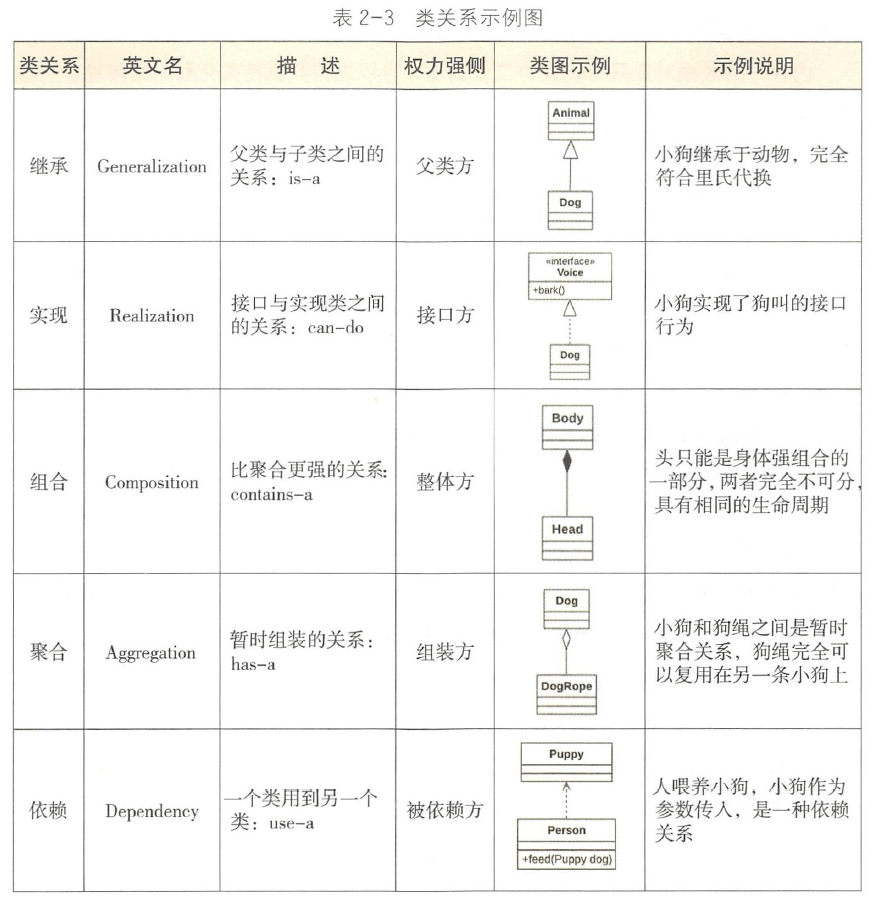 表 2-3 类关系示例图
类关系 英文名 描 述 权力强侧 类图示例 示例说明
继承 Generalization 父类与子类之间的
关系：is-a 父类方 Animal
Dog 小狗继承于动物，完全
符合里氏代换
实现 Realization 接口与实现类之间
的关系：can-do 接口方 «interface»
Voice
+bark()
Dog 小狗实现了狗叫的接口
行为
组合 Composition 比聚合更强的关系：
contains-a 整体方 Body
Head 头只能是身体强组合的
一部分，两者完全不可分，
具有相同的生命周期
聚合 Aggregation 暂时组装的关系：
has-a 组装方 Dog
DogRope 小狗和狗绳之间是暂时
聚合关系，狗绳完全可
以复用在另一条小狗上
依赖 Dependency 一个类用到另一个
类：use-a 被依赖方 Puppy
Person
+feed(Puppy dog) 人喂养小狗，小狗作为
参数传入，是一种依赖
关系